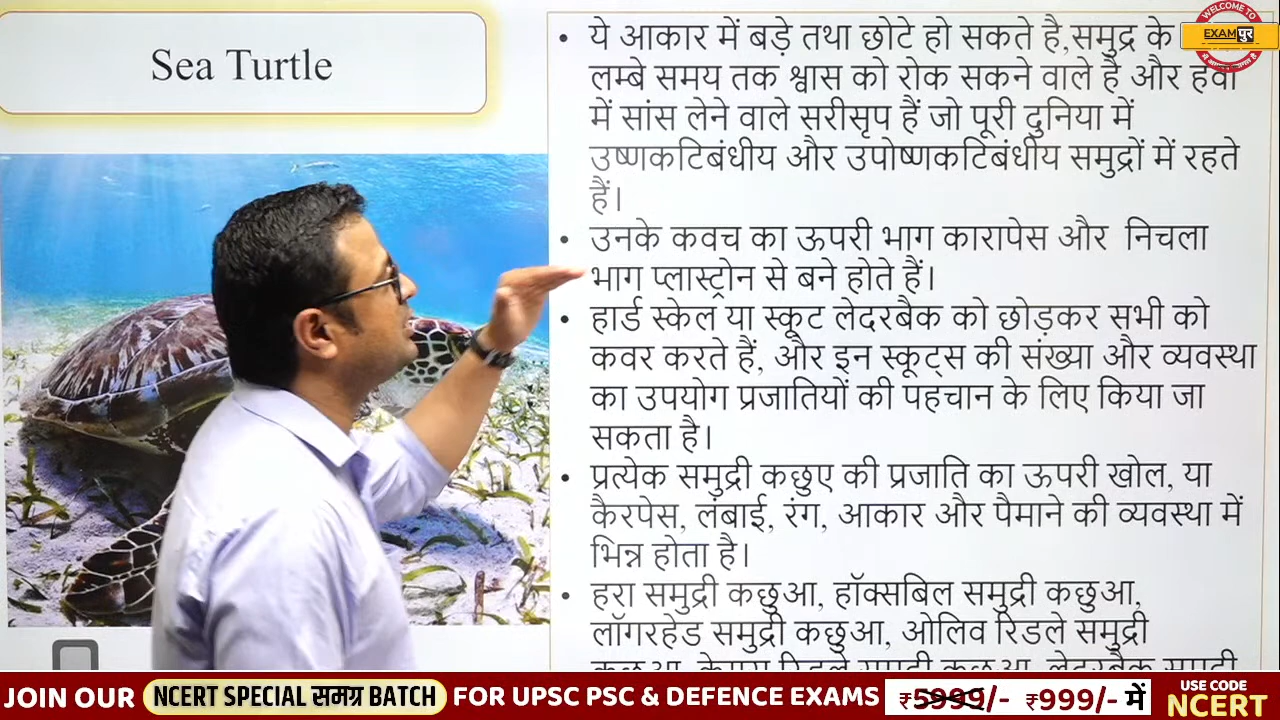 Sea Turtle
• ये आकार में बड़े तथा छोटे हो सकते है,समुद्र के
लम्बे समय तक श्वास को रोक सकने वाले है और हवा
में सांस लेने वाले सरीसृप हैं जो पूरी दुनिया में
उष्णकटिबंधीय और उपोष्णकटिबंधीय समुद्रों में रहते
हैं।
• उनके कवच का ऊपरी भाग कारापेस और निचला
भाग प्लास्ट्रोन से बने होते हैं।
• हार्ड स्केल या स्कूट लेदरबैक को छोड़कर सभी को
कवर करते हैं, और इन स्कूट्स की संख्या और व्यवस्था
का उपयोग प्रजातियों की पहचान के लिए किया जा
सकता है।
• प्रत्येक समुद्री कछुए की प्रजाति का ऊपरी खोल, या
कैरपेस, लंबाई, रंग, आकार और पैमाने की व्यवस्था में
भिन्न होता है।
• हरा समुद्री कछुआ, हॉक्सबिल समुद्री कछुआ,
लॉगरहेड समुद्री कछुआ, ओलिव रिडले समुद्री
WELCOME TO
EXAMपुर
JOIN OUR NCERT SPECIAL समग्र BATCH FOR UPSC PSC & DEFENCE EXAMS ₹5999/- ₹999/- में
USE CODE
NCERT